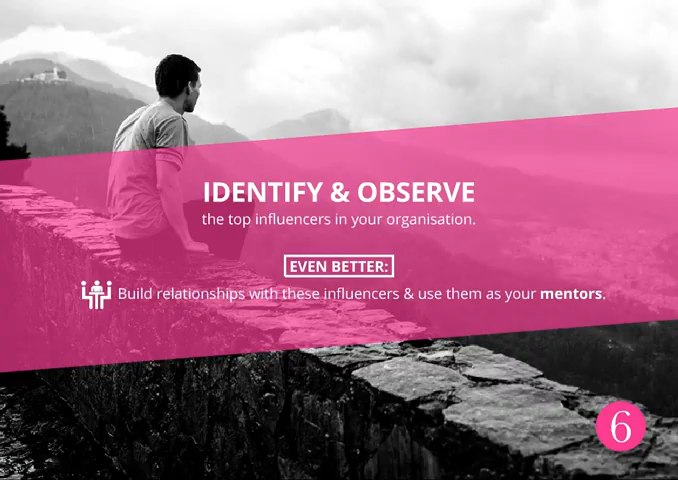 IDENTIFY & OBSERVE
the top influencers in your organisation.
EVEN BETTER:
Build relationships with these influencers & use them as your mentors.
6